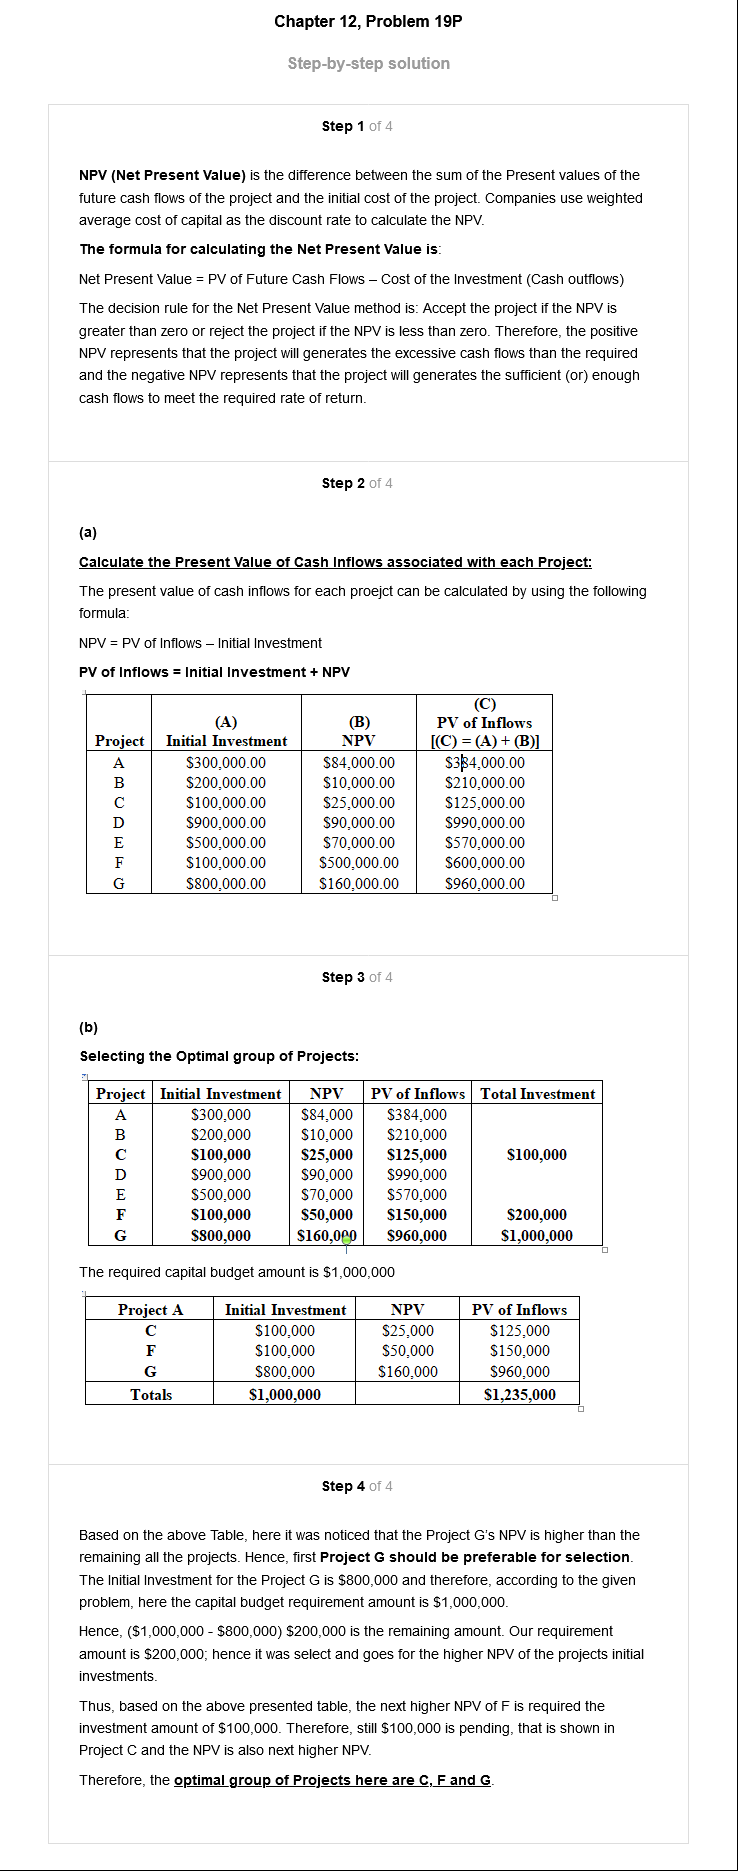 Chapter 12, Problem 19P
Step-by-step solution
Step 1 of 4
NPV (Net Present Value) is the difference between the sum of the Present values of the
future cash flows of the project and the initial cost of the project. Companies use weighted
average cost of capital as the discount rate to calculate the NPV.
The formula for calculating the Net Present Value is:
Net Present Value = PV of Future Cash Flows – Cost of the Investment (Cash outflows)
The decision rule for the Net Present Value method is: Accept the project if the NPV is
greater than zero or reject the project if the NPV is less than zero. Therefore, the positive
NPV represents that the project will generates the excessive cash flows than the required
and the negative NPV represents that the project will generates the sufficient (or) enough
cash flows to meet the required rate of return.
Step 2 of 4
(a)
Calculate the Present Value of Cash Inflows associated with each Project:
The present value of cash inflows for each proejct can be calculated by using the following
formula:
NPV = PV of Inflows – Initial Investment
PV of Inflows = Initial Investment + NPV
(C)
(A) (B) PV of Inflows
Project Initial Investment NPV [(C) = (A) + (B)]
A $300,000.00 $84,000.00 $384,000.00
B $200,000.00 $10,000.00 $210,000.00
C $100,000.00 $25,000.00 $125,000.00
D $900,000.00 $90,000.00 $990,000.00
E $500,000.00 $70,000.00 $570,000.00
F $100,000.00 $500,000.00 $600,000.00
G $800,000.00 $160,000.00 $960,000.00
Step 3 of 4
(b)
Selecting the Optimal group of Projects:
Project Initial Investment NPV PV of Inflows Total Investment
A $300,000 $84,000 $384,000
B $200,000 $10,000 $210,000
C $100,000 $25,000 $125,000 $100,000
D $900,000 $90,000 $990,000
E $500,000 $70,000 $570,000
F $100,000 $50,000 $150,000 $200,000
G $800,000 $160,000 $960,000 $1,000,000
The required capital budget amount is $1,000,000
Project A Initial Investment NPV PV of Inflows
C $100,000 $25,000 $125,000
F $100,000 $50,000 $150,000
G $800,000 $160,000 $960,000
Totals $1,000,000 $1,235,000
Step 4 of 4
Based on the above Table, here it was noticed that the Project G's NPV is higher than the
remaining all the projects. Hence, first Project G should be preferable for selection.
The Initial Investment for the Project G is $800,000 and therefore, according to the given
problem, here the capital budget requirement amount is $1,000,000.
Hence, ($1,000,000 - $800,000) $200,000 is the remaining amount. Our requirement
amount is $200,000; hence it was select and goes for the higher NPV of the projects initial
investments.
Thus, based on the above presented table, the next higher NPV of F is required the
investment amount of $100,000. Therefore, still $100,000 is pending, that is shown in
Project C and the NPV is also next higher NPV.
Therefore, the optimal group of Projects here are C, F and G.